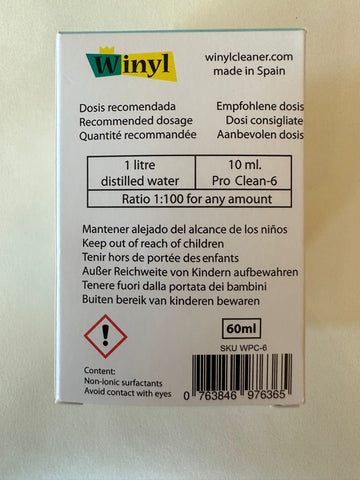 Winyl
winylcleaner.com
made in Spain
Dosis recomendada
Recommended dosage
Quantité recommandée
Empfohlene dosis
Dosi consigliate
Aanbevolen dosis
1 litre
distilled water
10 ml.
Pro Clean-6
Ratio 1:100 for any amount
Mantener alejado del alcance de los niños
Keep out of reach of children
Tenir hors de portée des enfants
Außer Reichweite von Kindern aufbewahren
Tenere fuori dalla portata dei bambini
Buiten bereik van kinderen bewaren
60ml
SKU WPC-6
Content:
Non-ionic surfactants
Avoid contact with eyes
0 763846 976365